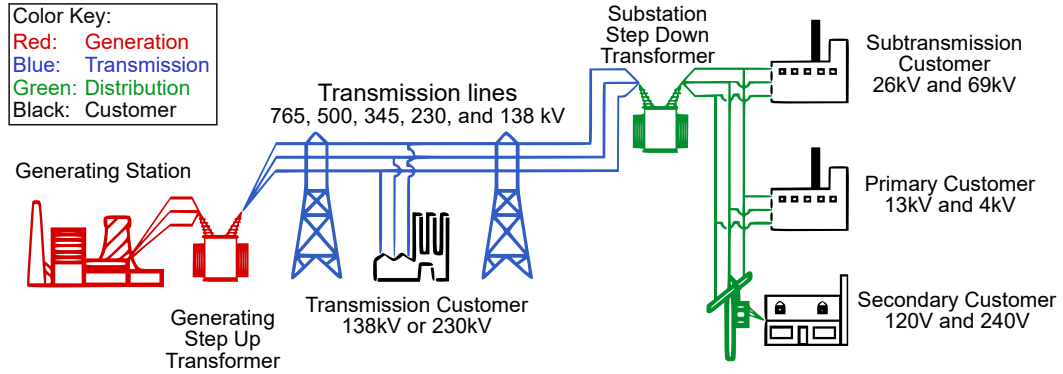 Color Key:
Red: Generation
Blue: Transmission
Green: Distribution
Black: Customer
Generating Station
Generating
Step Up
Transformer
Transmission lines
765, 500, 345, 230, and 138 kV
Transmission Customer
138kV or 230kV
Substation
Step Down
Transformer
Subtransmission
Customer
26kV and 69kV
Primary Customer
13kV and 4kV
Secondary Customer
120V and 240V